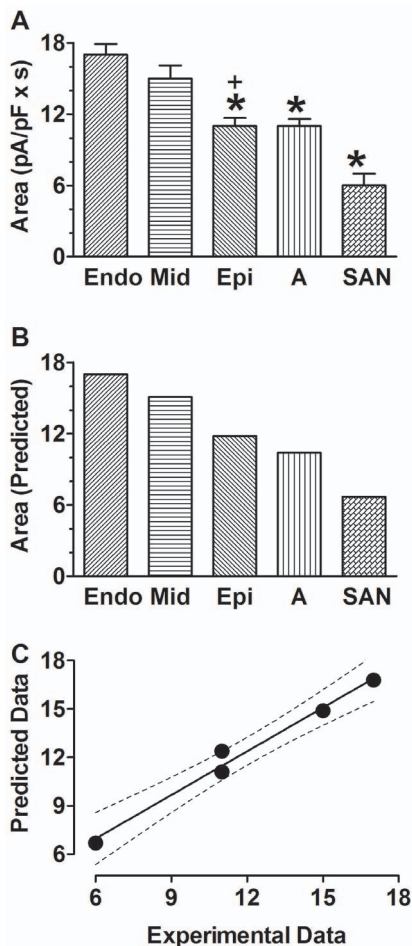 A
Area (pA/pF x s)
18
12
6
0
+
*
*
*
Endo Mid Epi A SAN
B
Area (Predicted)
18
12
6
0
Endo Mid Epi A SAN
C
Predicted Data
18
15
12
9
6
6 9 12 15 18
Experimental Data